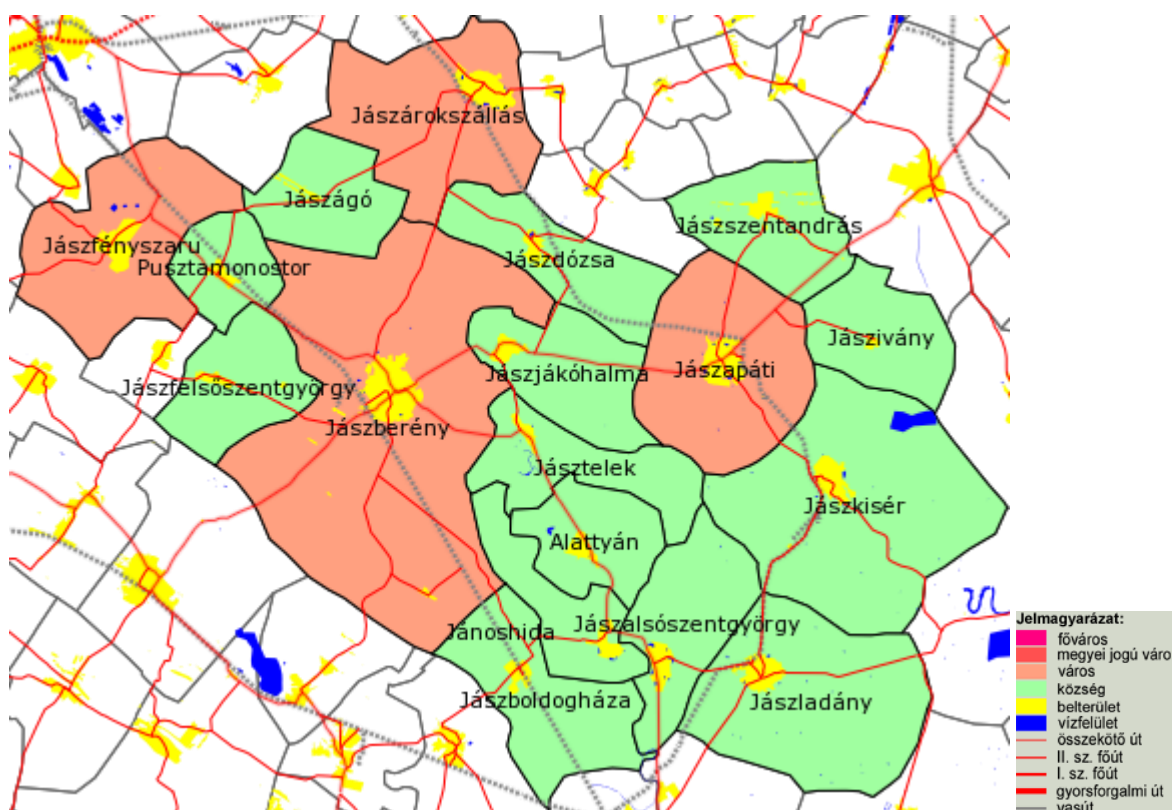 Jászárokszállás
Jászágó
Jászszentandrás
Jászfényszaru
Pusztamonostor
Jászdózsa
Jászivány
Jászfelsőszentgyörgy
Jászjákóhalma
Jászapáti
Jászberény
Jásztelek
Jászkisér
Alattyán
Jánoshida
Jászalsószentgyörgy
Jászboldogháza
Jászladány
Jelmagyarázat:
főváros
megyei jogú váro
város
község
belterület
vízfelület
összekötő út
II. sz. főút
I. sz. főút
gyorsforgalmi út
vasút